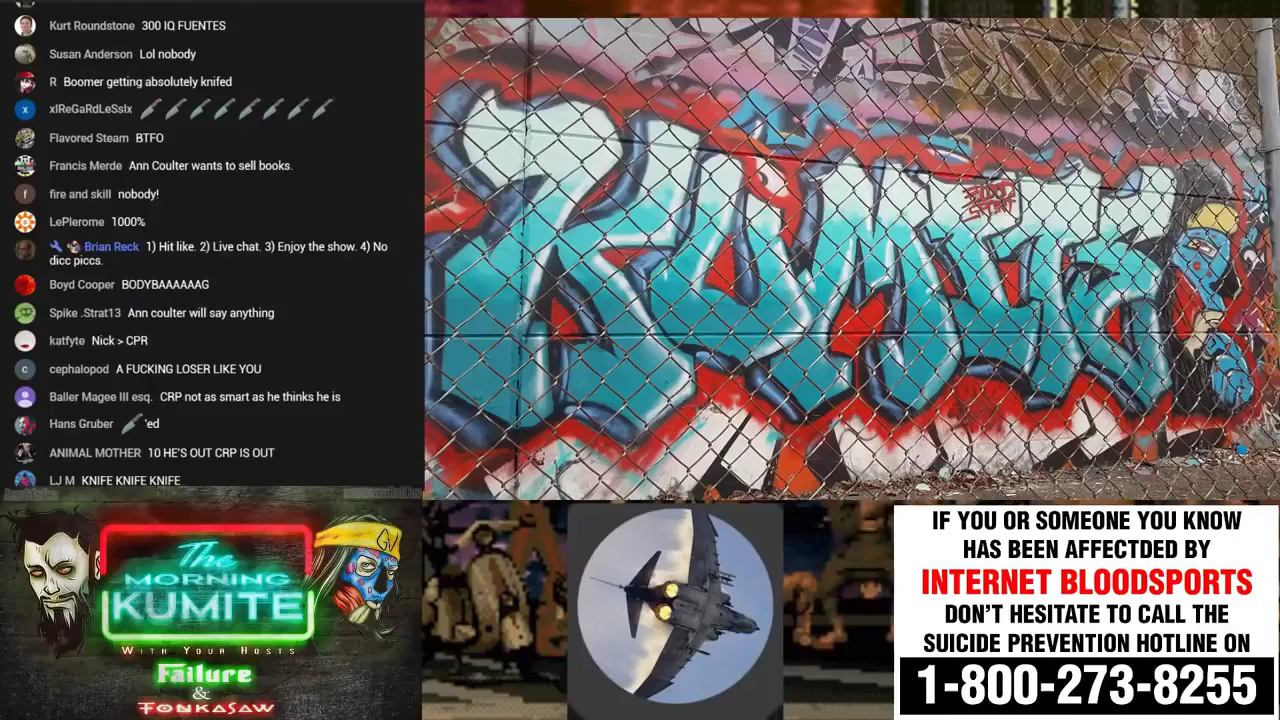 Kurt Roundstone 300 IQ FUENTES
Susan Anderson Lol nobody
R Boomer getting absolutely knifed
x xIReGaRdLeSsIx
Flavored Steam BTFO
Francis Merde Ann Coulter wants to sell books.
f fire and skill nobody!
LePlerome 1000%
Brian Reck 1) Hit like. 2) Live chat. 3) Enjoy the show. 4) No
dicc piccs.
Boyd Cooper BODYBAAAAAG
Spike .Strat13 Ann coulter will say anything
katfyte Nick > CPR
c cephalopod A FUCKING LOSER LIKE YOU
Baller Magee III esq. CRP not as smart as he thinks he is
Hans Gruber 'ed
ANIMAL MOTHER 10 HE'S OUT CRP IS OUT
LJ M KNIFE KNIFE KNIFE
KUMITE
BLOOD
SPORT
The
MORNING
KUMITE
WITH YOUR HOSTS
Failure
&
TONKASAW
IF YOU OR SOMEONE YOU KNOW
HAS BEEN AFFECTDED BY
INTERNET BLOODSPORTS
DON'T HESITATE TO CALL THE
SUICIDE PREVENTION HOTLINE ON
1-800-273-8255